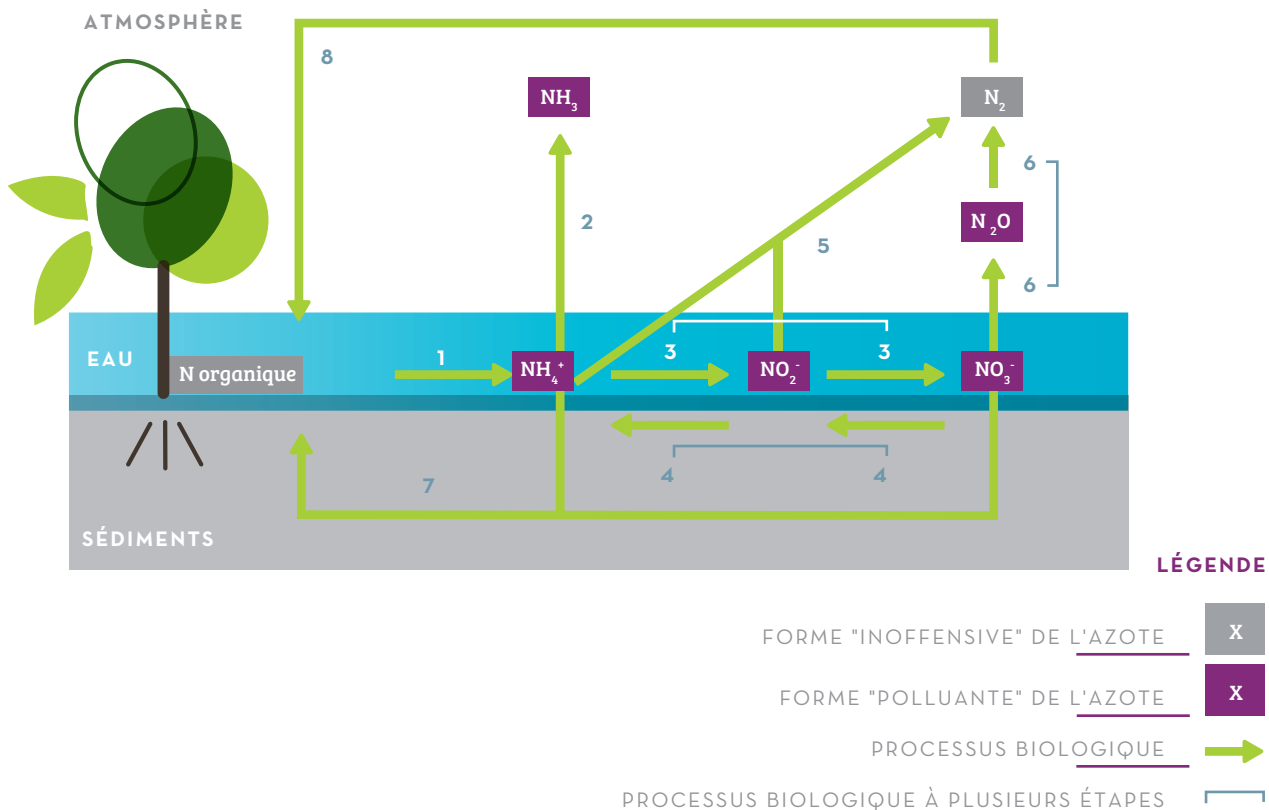 ATMOSPHÈRE
8
NH₃
N₂
6
2
N₂O
5
6
EAU
N organique
1
NH₄⁺
3
NO₂⁻
3
NO₃⁻
4
4
7
SÉDIMENTS
LÉGENDE
FORME "INOFFENSIVE" DE L'AZOTE X
FORME "POLLUANTE" DE L'AZOTE X
PROCESSUS BIOLOGIQUE
PROCESSUS BIOLOGIQUE À PLUSIEURS ÉTAPES